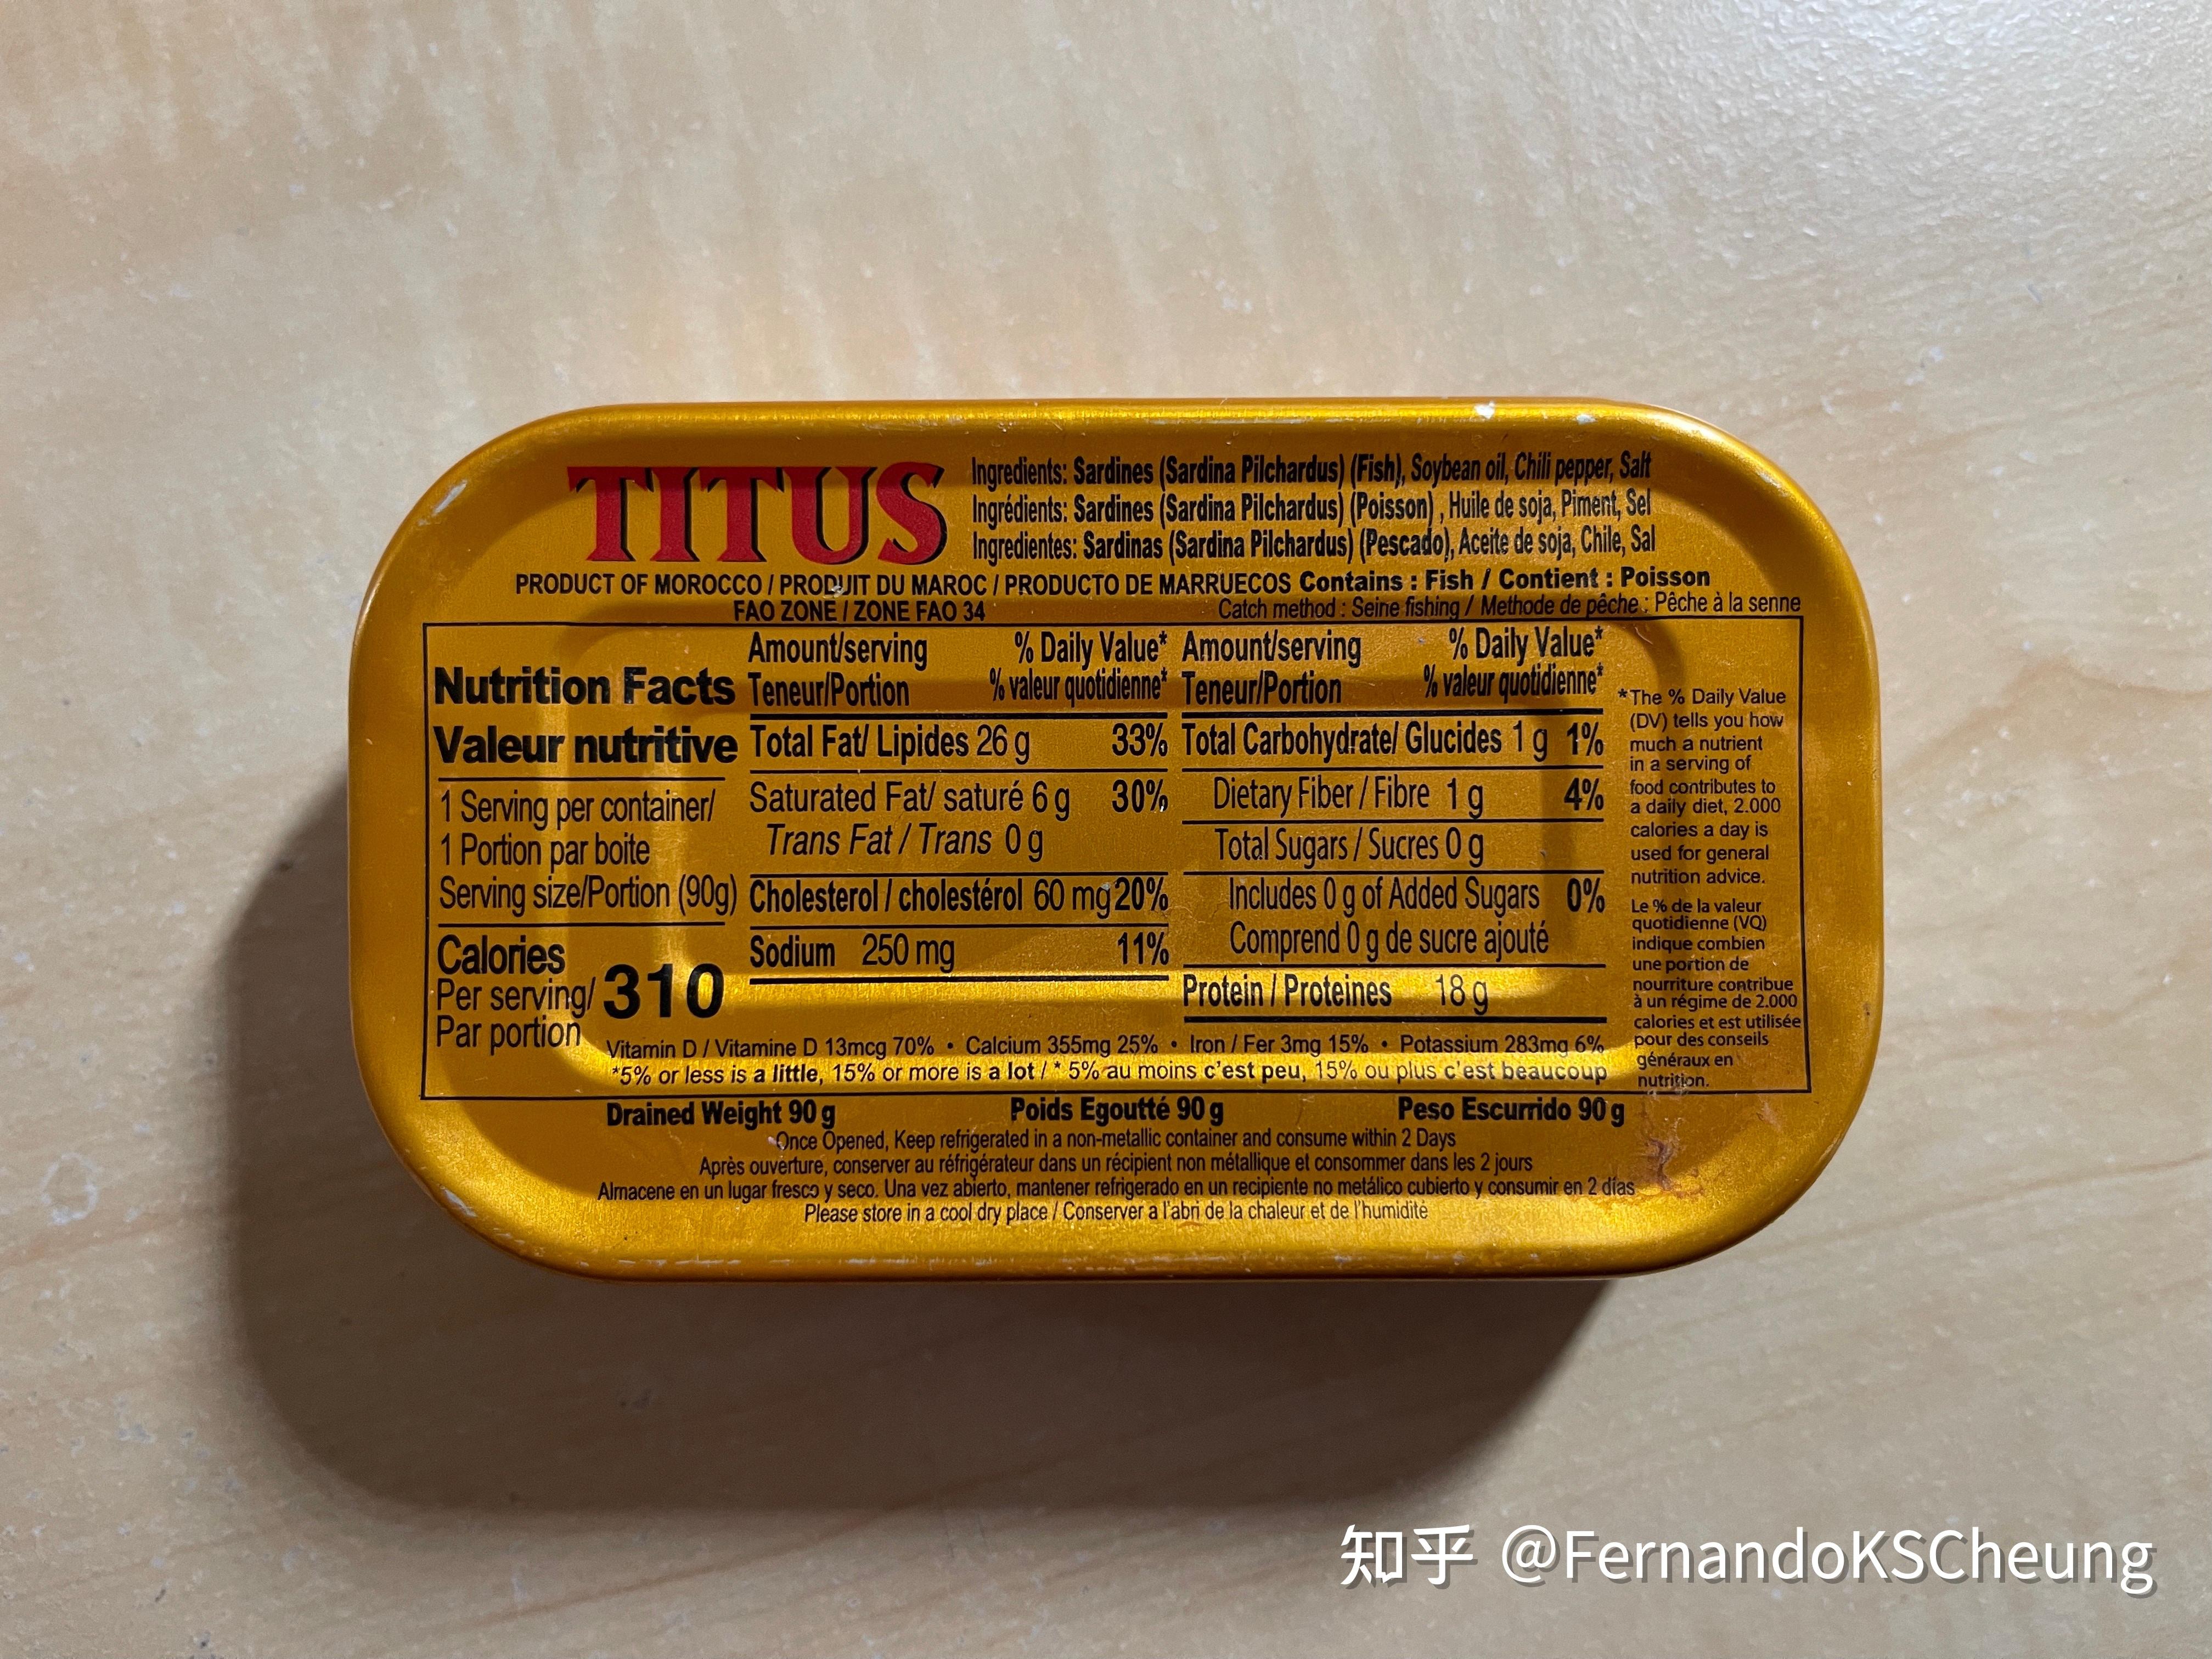 TITUS
Ingredients: Sardines (Sardina Pilchardus) (Fish), Soybean oil, Chili pepper, Salt
Ingrédients: Sardines (Sardina Pilchardus) (Poisson) , Huile de soja, Piment, Sel
Ingredientes: Sardinas (Sardina Pilchardus) (Pescado), Aceite de soja, Chile, Sal
PRODUCT OF MOROCCO / PRODUIT DU MAROC / PRODUCTO DE MARRUECOS Contains : Fish / Contient : Poisson
FAO ZONE / ZONE FAO 34
Catch method : Seine fishing / Methode de pêche : Pêche à la senne
Nutrition Facts
Valeur nutritive
1 Serving per container/
1 Portion par boite
Serving size/Portion (90g)
Calories
Per serving/
Par portion
310
Amount/serving % Daily Value*
Teneur/Portion % valeur quotidienne*
Total Fat/ Lipides 26 g 33%
Saturated Fat/ saturé 6 g 30%
Trans Fat / Trans 0 g
Cholesterol / cholestérol 60 mg 20%
Sodium 250 mg 11%
Amount/serving % Daily Value*
Teneur/Portion % valeur quotidienne*
Total Carbohydrate/ Glucides 1 g 1%
Dietary Fiber / Fibre 1 g 4%
Total Sugars / Sucres 0 g
Includes 0 g of Added Sugars 0%
Comprend 0 g de sucre ajouté
Protein / Proteines 18 g
Vitamin D / Vitamine D 13mcg 70% • Calcium 355mg 25% • Iron / Fer 3mg 15% • Potassium 283mg 6%
*5% or less is a little, 15% or more is a lot / * 5% au moins c'est peu, 15% ou plus c'est beaucoup
*The % Daily Value
(DV) tells you how
much a nutrient
in a serving of
food contributes to
a daily diet, 2.000
calories a day is
used for general
nutrition advice.
Le % de la valeur
quotidienne (VQ)
indique combien
une portion de
nourriture contribue
à un régime de 2.000
calories et est utilisée
pour des conseils
généraux en
nutrition.
Drained Weight 90 g Poids Egoutté 90 g Peso Escurrido 90 g
Once Opened, Keep refrigerated in a non-metallic container and consume within 2 Days
Après ouverture, conserver au réfrigérateur dans un récipient non métallique et consommer dans les 2 jours
Almacene en un lugar fresco y seco. Una vez abierto, mantener refrigerado en un recipiente no metálico cubierto y consumir en 2 días
Please store in a cool dry place / Conserver a l'abri de la chaleur et de l'humidité
知乎 @FernandoKSCheung